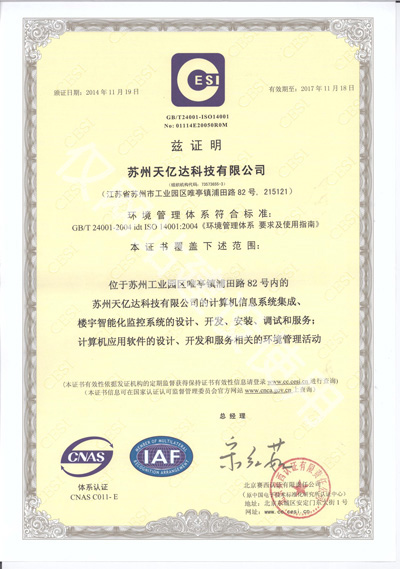 CESI
颁证日期：2014 年 11 月 19 日
有效期至：2017 年 11 月 18 日
GB/T24001-ISO14001
No: 01114E20050R0M
兹 证 明
苏州天亿达科技有限公司
（江苏省苏州市工业园区唯亭镇浦田路 82 号，215121）
环 境 管 理 体 系 符 合 标 准：
GB/T 24001-2004 idt ISO 14001:2004《环境管理体系 要求及使用指南》
本 证 书 覆 盖 下 述 范 围：
位于苏州工业园区唯亭镇浦田路 82 号内的
苏州天亿达科技有限公司的计算机信息系统集成、
楼宇智能化监控系统的设计、开发、安装、调试和服务；
计算机应用软件的设计、开发和服务相关的环境管理活动
（本证书有效性依据发证机构的定期监督获得保持证书有效性信息请登录 www.cc.cesi.cn 进行查询）
（本证书信息可在国家认证认可监督管理委员会官方网站 www.cnca.gov.cn 上查询）
总 经 理
CNAS
MEMBER OF MULTILATERAL
IAF
RECOGNITION ARRANGEMENT
体系认证
CNAS C011- E
北京赛西认证有限责任公司
（原中国电子技术标准化研究所认证中心）
地址：北京东城区安定门东大街 1 号
网址：www.cc.cesi.cn